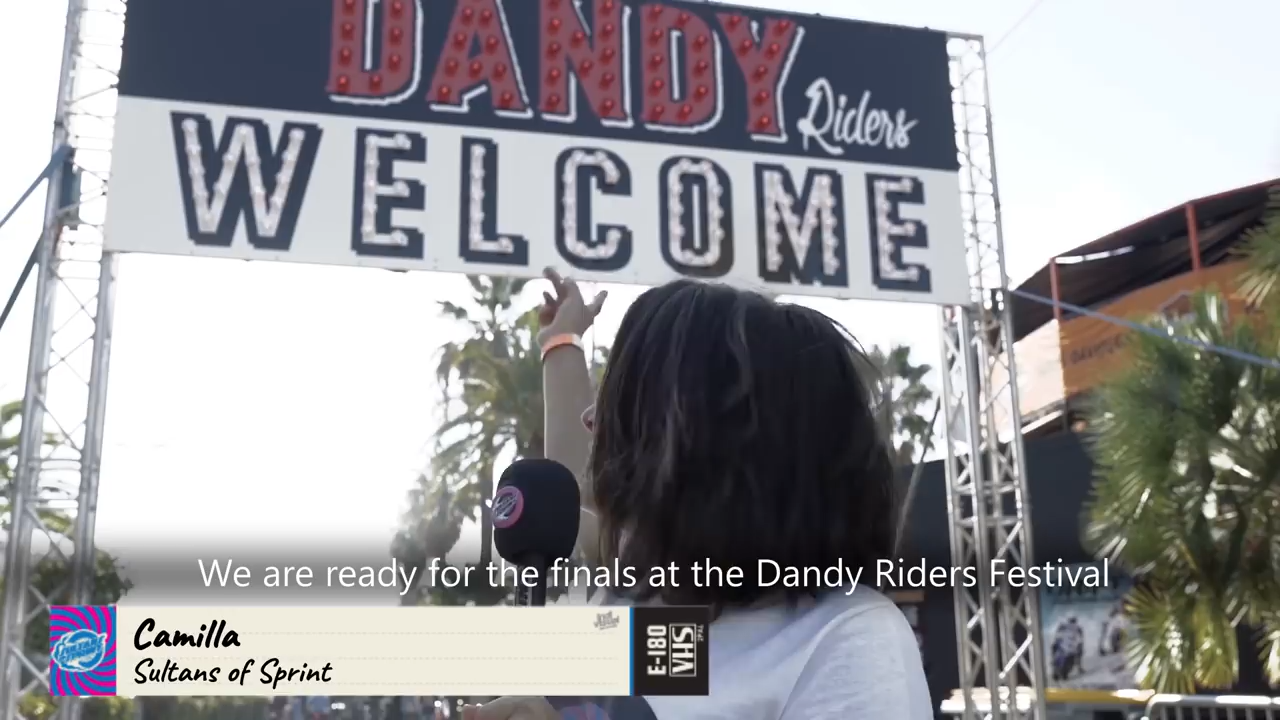 DANDY
Riders
WELCOME
We are ready for the finals at the Dandy Riders Festival
Camilla
Sultans of Sprint
E-180
VHS